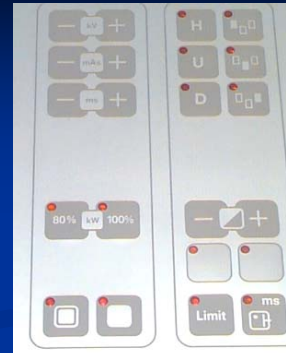 − kV +
− mAs +
− ms +
80% kW 100%
H
U
D
− +
Limit
ms